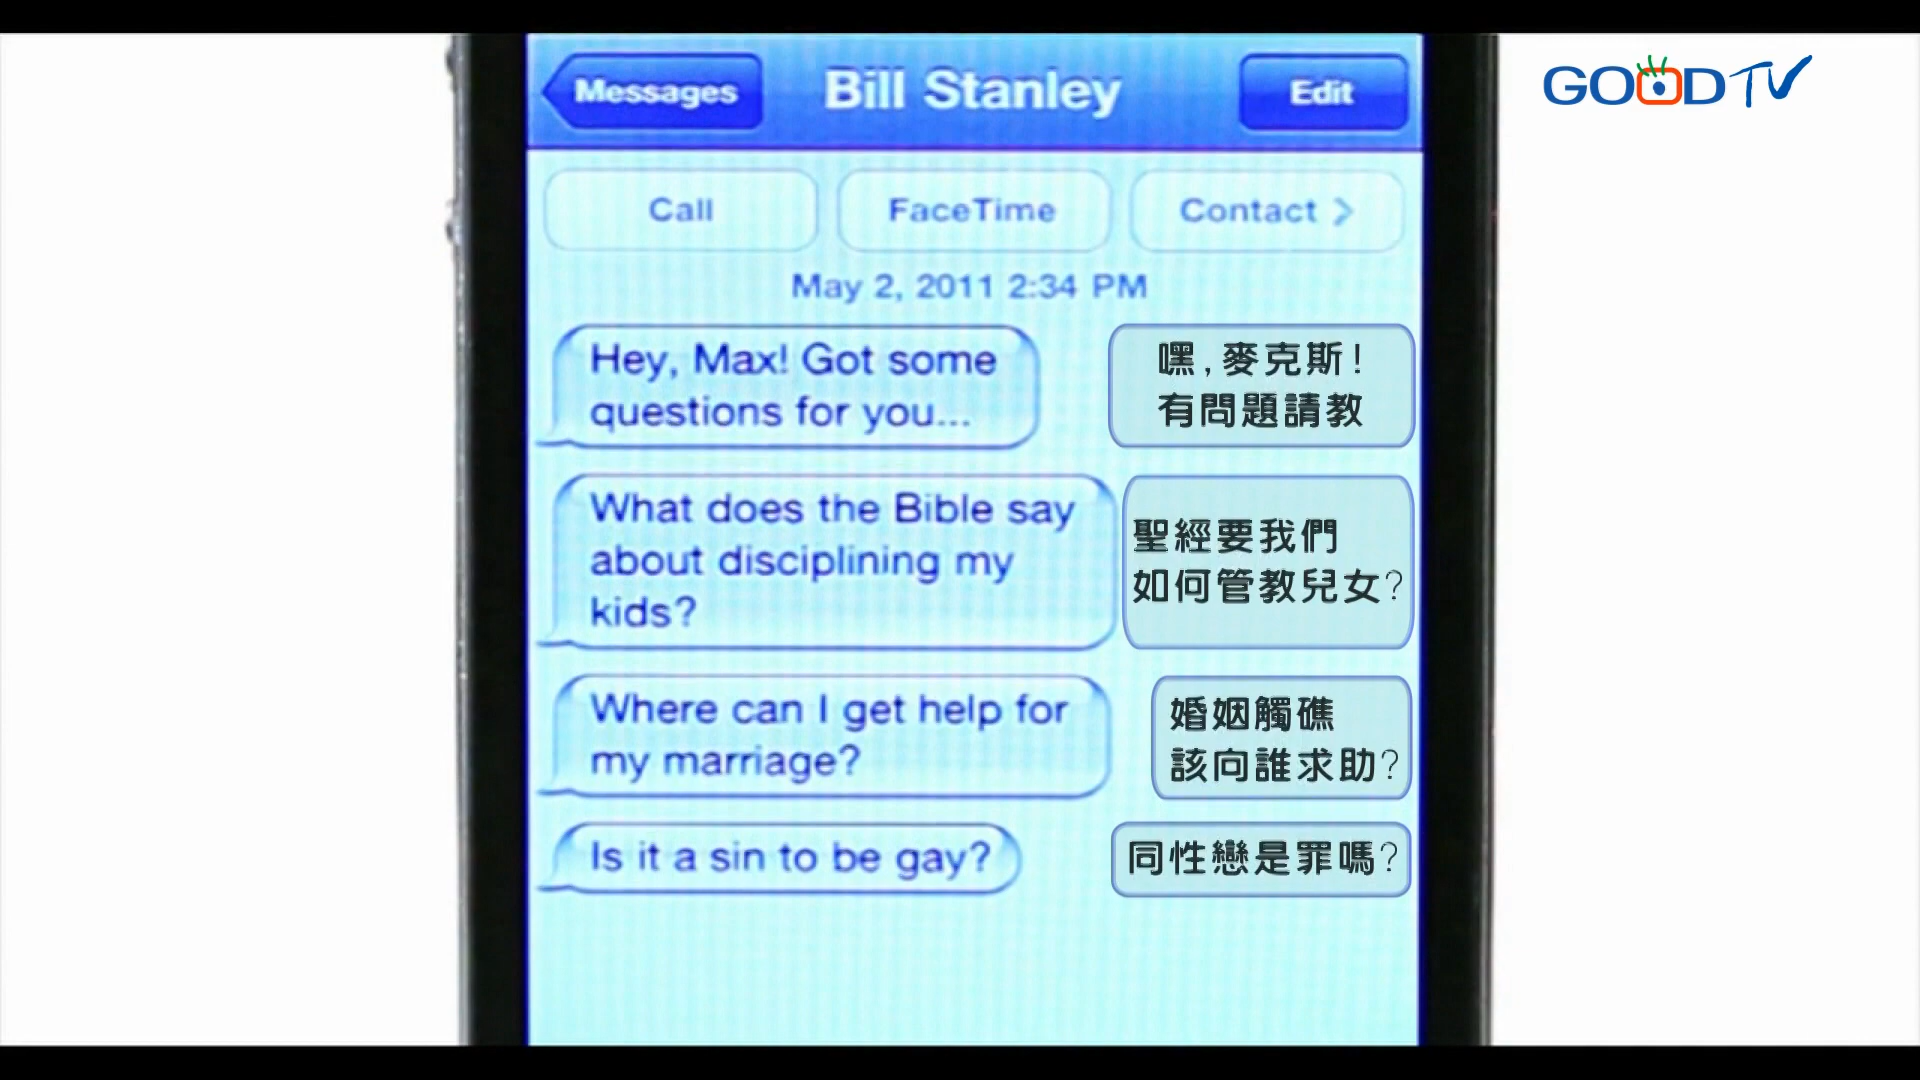 GOOD TV
Messages
Bill Stanley
Edit
Call
FaceTime
Contact
May 2, 2011 2:34 PM
Hey, Max! Got some
questions for you...
嘿,麥克斯!
有問題請教
What does the Bible say
about disciplining my
kids?
聖經要我們
如何管教兒女?
Where can I get help for
my marriage?
婚姻觸礁
該向誰求助?
Is it a sin to be gay?
同性戀是罪嗎?